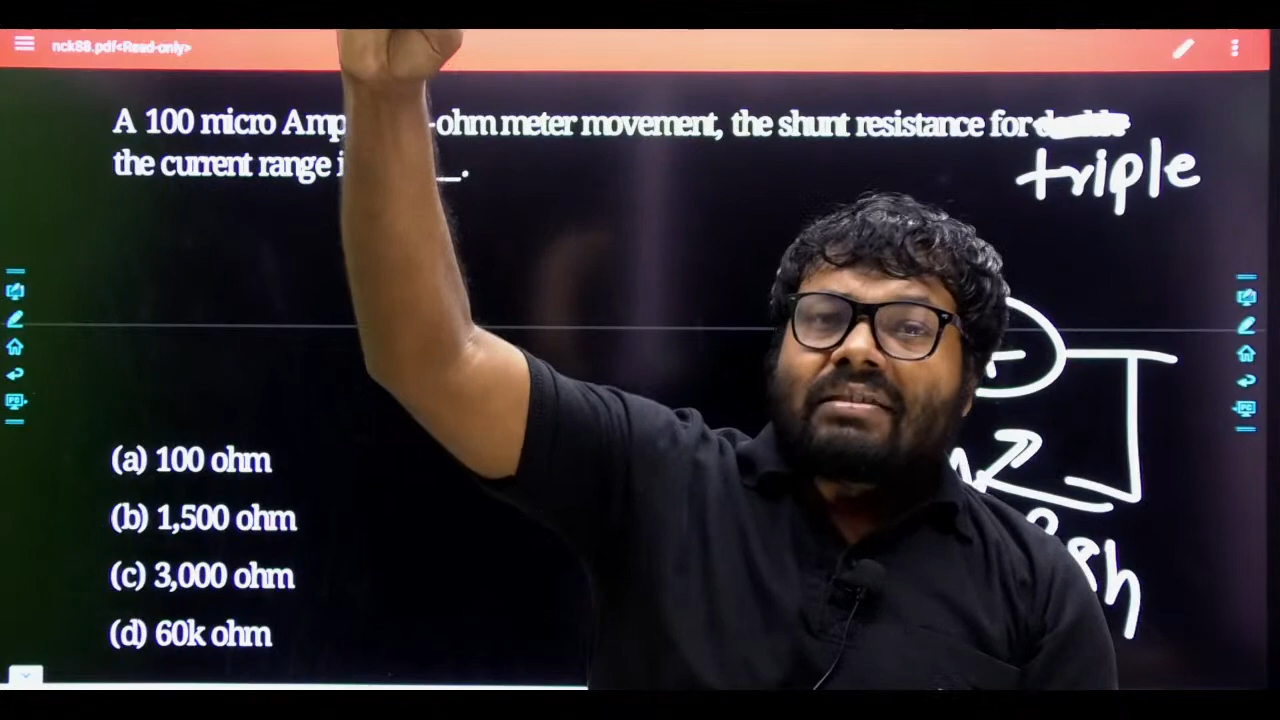 nck88.pdf<Read-only>
A 100 micro Amp -ohm meter movement, the shunt resistance for
triple
the current range __.
(a) 100 ohm
(b) 1,500 ohm
(c) 3,000 ohm
(d) 60k ohm